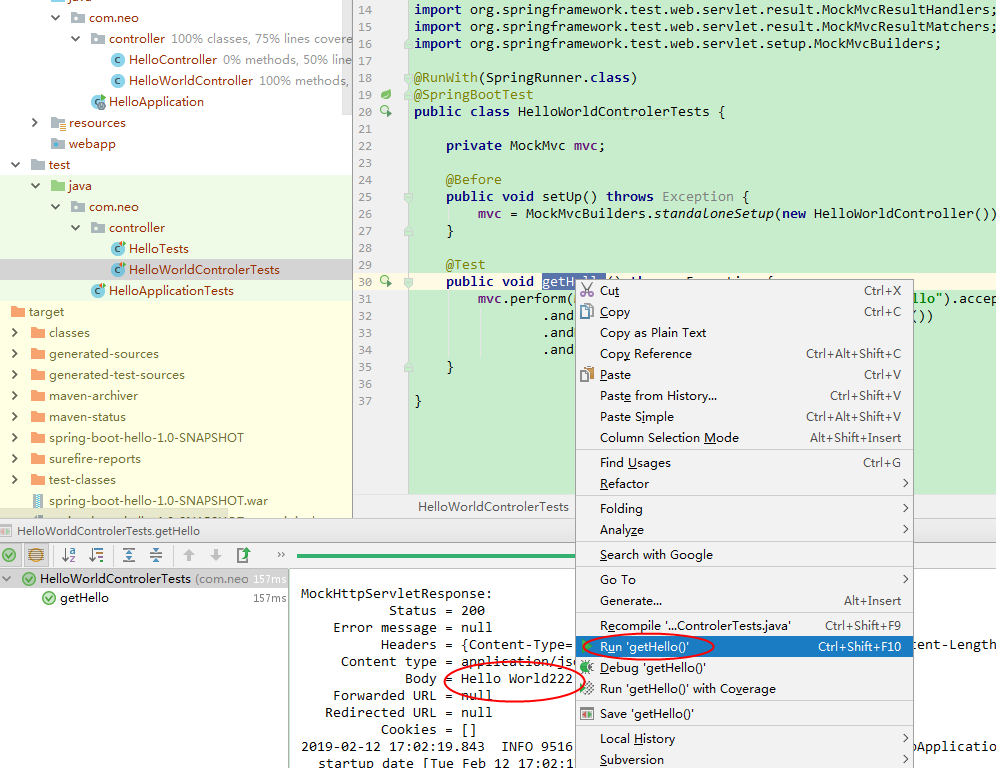 java
com.neo
controller 100% classes, 75% lines covere
HelloController 0% methods, 50% line
HelloWorldController 100% methods,
HelloApplication
resources
webapp
test
java
com.neo
controller
HelloTests
HelloWorldControlerTests
HelloApplicationTests
target
classes
generated-sources
generated-test-sources
maven-archiver
maven-status
spring-boot-hello-1.0-SNAPSHOT
surefire-reports
test-classes
spring-boot-hello-1.0-SNAPSHOT.war
14 import org.springframework.test.web.servlet.result.MockMvcResultHandlers;
15 import org.springframework.test.web.servlet.result.MockMvcResultMatchers;
16 import org.springframework.test.web.servlet.setup.MockMvcBuilders;
17
18 @RunWith(SpringRunner.class)
19 @SpringBootTest
20 public class HelloWorldControlerTests {
21
22 private MockMvc mvc;
23
24 @Before
25 public void setUp() throws Exception {
26 mvc = MockMvcBuilders.standaloneSetup(new HelloWorldController())
27 }
28
29 @Test
30 public void getHello() throws Exception {
31 mvc.perform( llo").accep
32 .and ())
33 .and
34 .and
35 }
36
37 }
HelloWorldControlerTests
Cut Ctrl+X
Copy Ctrl+C
Copy as Plain Text
Copy Reference Ctrl+Alt+Shift+C
Paste Ctrl+V
Paste from History... Ctrl+Shift+V
Paste Simple Ctrl+Alt+Shift+V
Column Selection Mode Alt+Shift+Insert
Find Usages Ctrl+G
Refactor
Folding
Analyze
Search with Google
Go To
Generate... Alt+Insert
Recompile '...ControlerTests.java' Ctrl+Shift+F9
Run 'getHello()' Ctrl+Shift+F10
Debug 'getHello()'
Run 'getHello()' with Coverage
Save 'getHello()'
Local History
Subversion
HelloWorldControlerTests.getHello
HelloWorldControlerTests (com.neo 157ms
getHello 157ms
MockHttpServletResponse:
Status = 200
Error message = null
Headers = {Content-Type= tent-Length
Content type = application/jso
Body = Hello World222
Forwarded URL = null
Redirected URL = null
Cookies = []
2019-02-12 17:02:19.843 INFO 9516 oApplicatio
startup date [Tue Feb 12 17:02:1